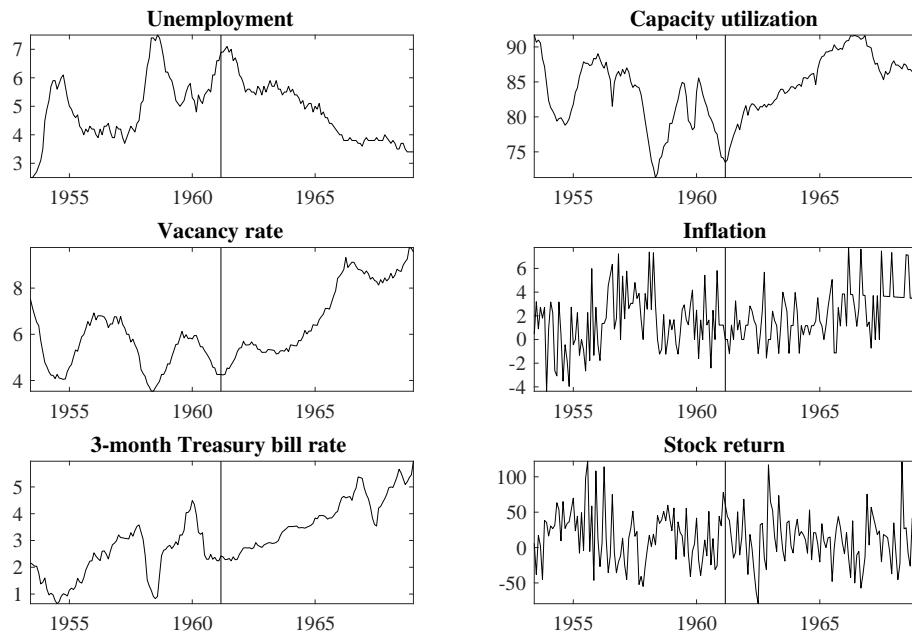 Unemployment
7
6
5
4
3
1955 1960 1965
Capacity utilization
90
85
80
75
1955 1960 1965
Vacancy rate
8
6
4
1955 1960 1965
Inflation
6
4
2
0
-2
-4
1955 1960 1965
3-month Treasury bill rate
5
4
3
2
1
1955 1960 1965
Stock return
100
50
0
-50
1955 1960 1965